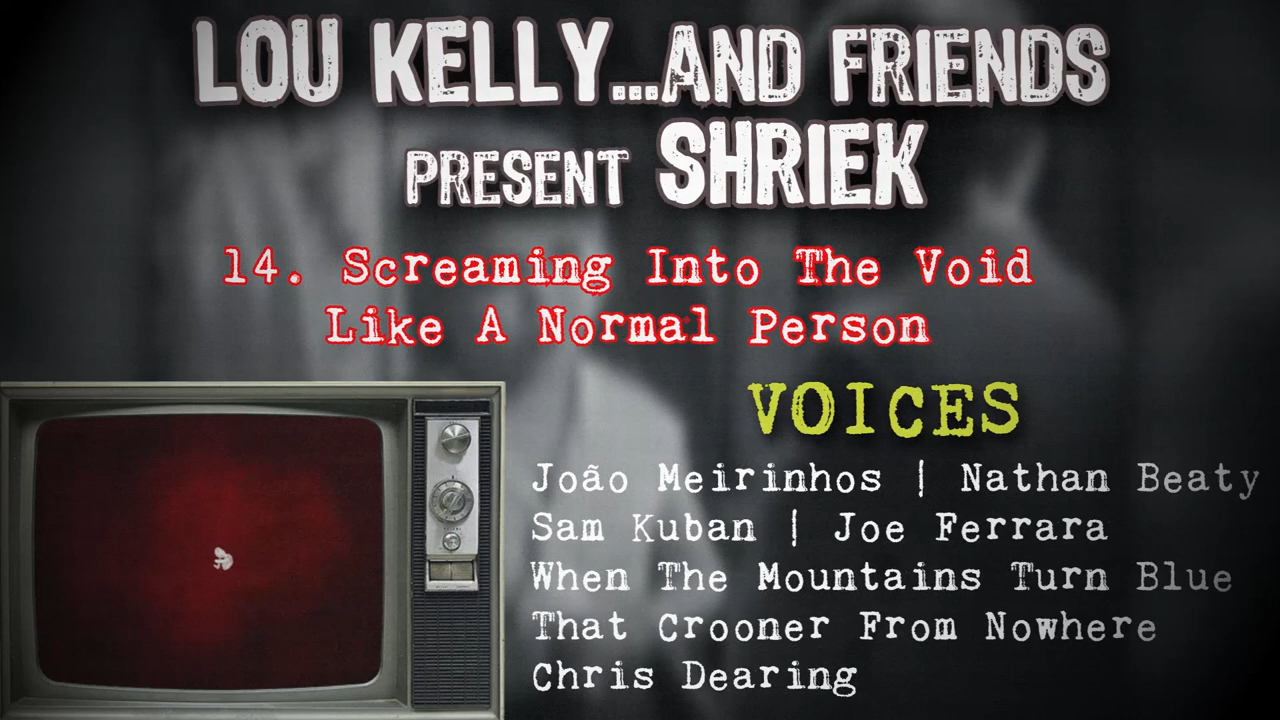 LOU KELLY...AND FRIENDS
PRESENT SHRIEK
14. Screaming Into The Void
Like A Normal Person
VOICES
João Meirinhos | Nathan Beaty
Sam Kuban | Joe Ferrara
When The Mountains Turn Blue
That Crooner From Nowhere
Chris Dearing